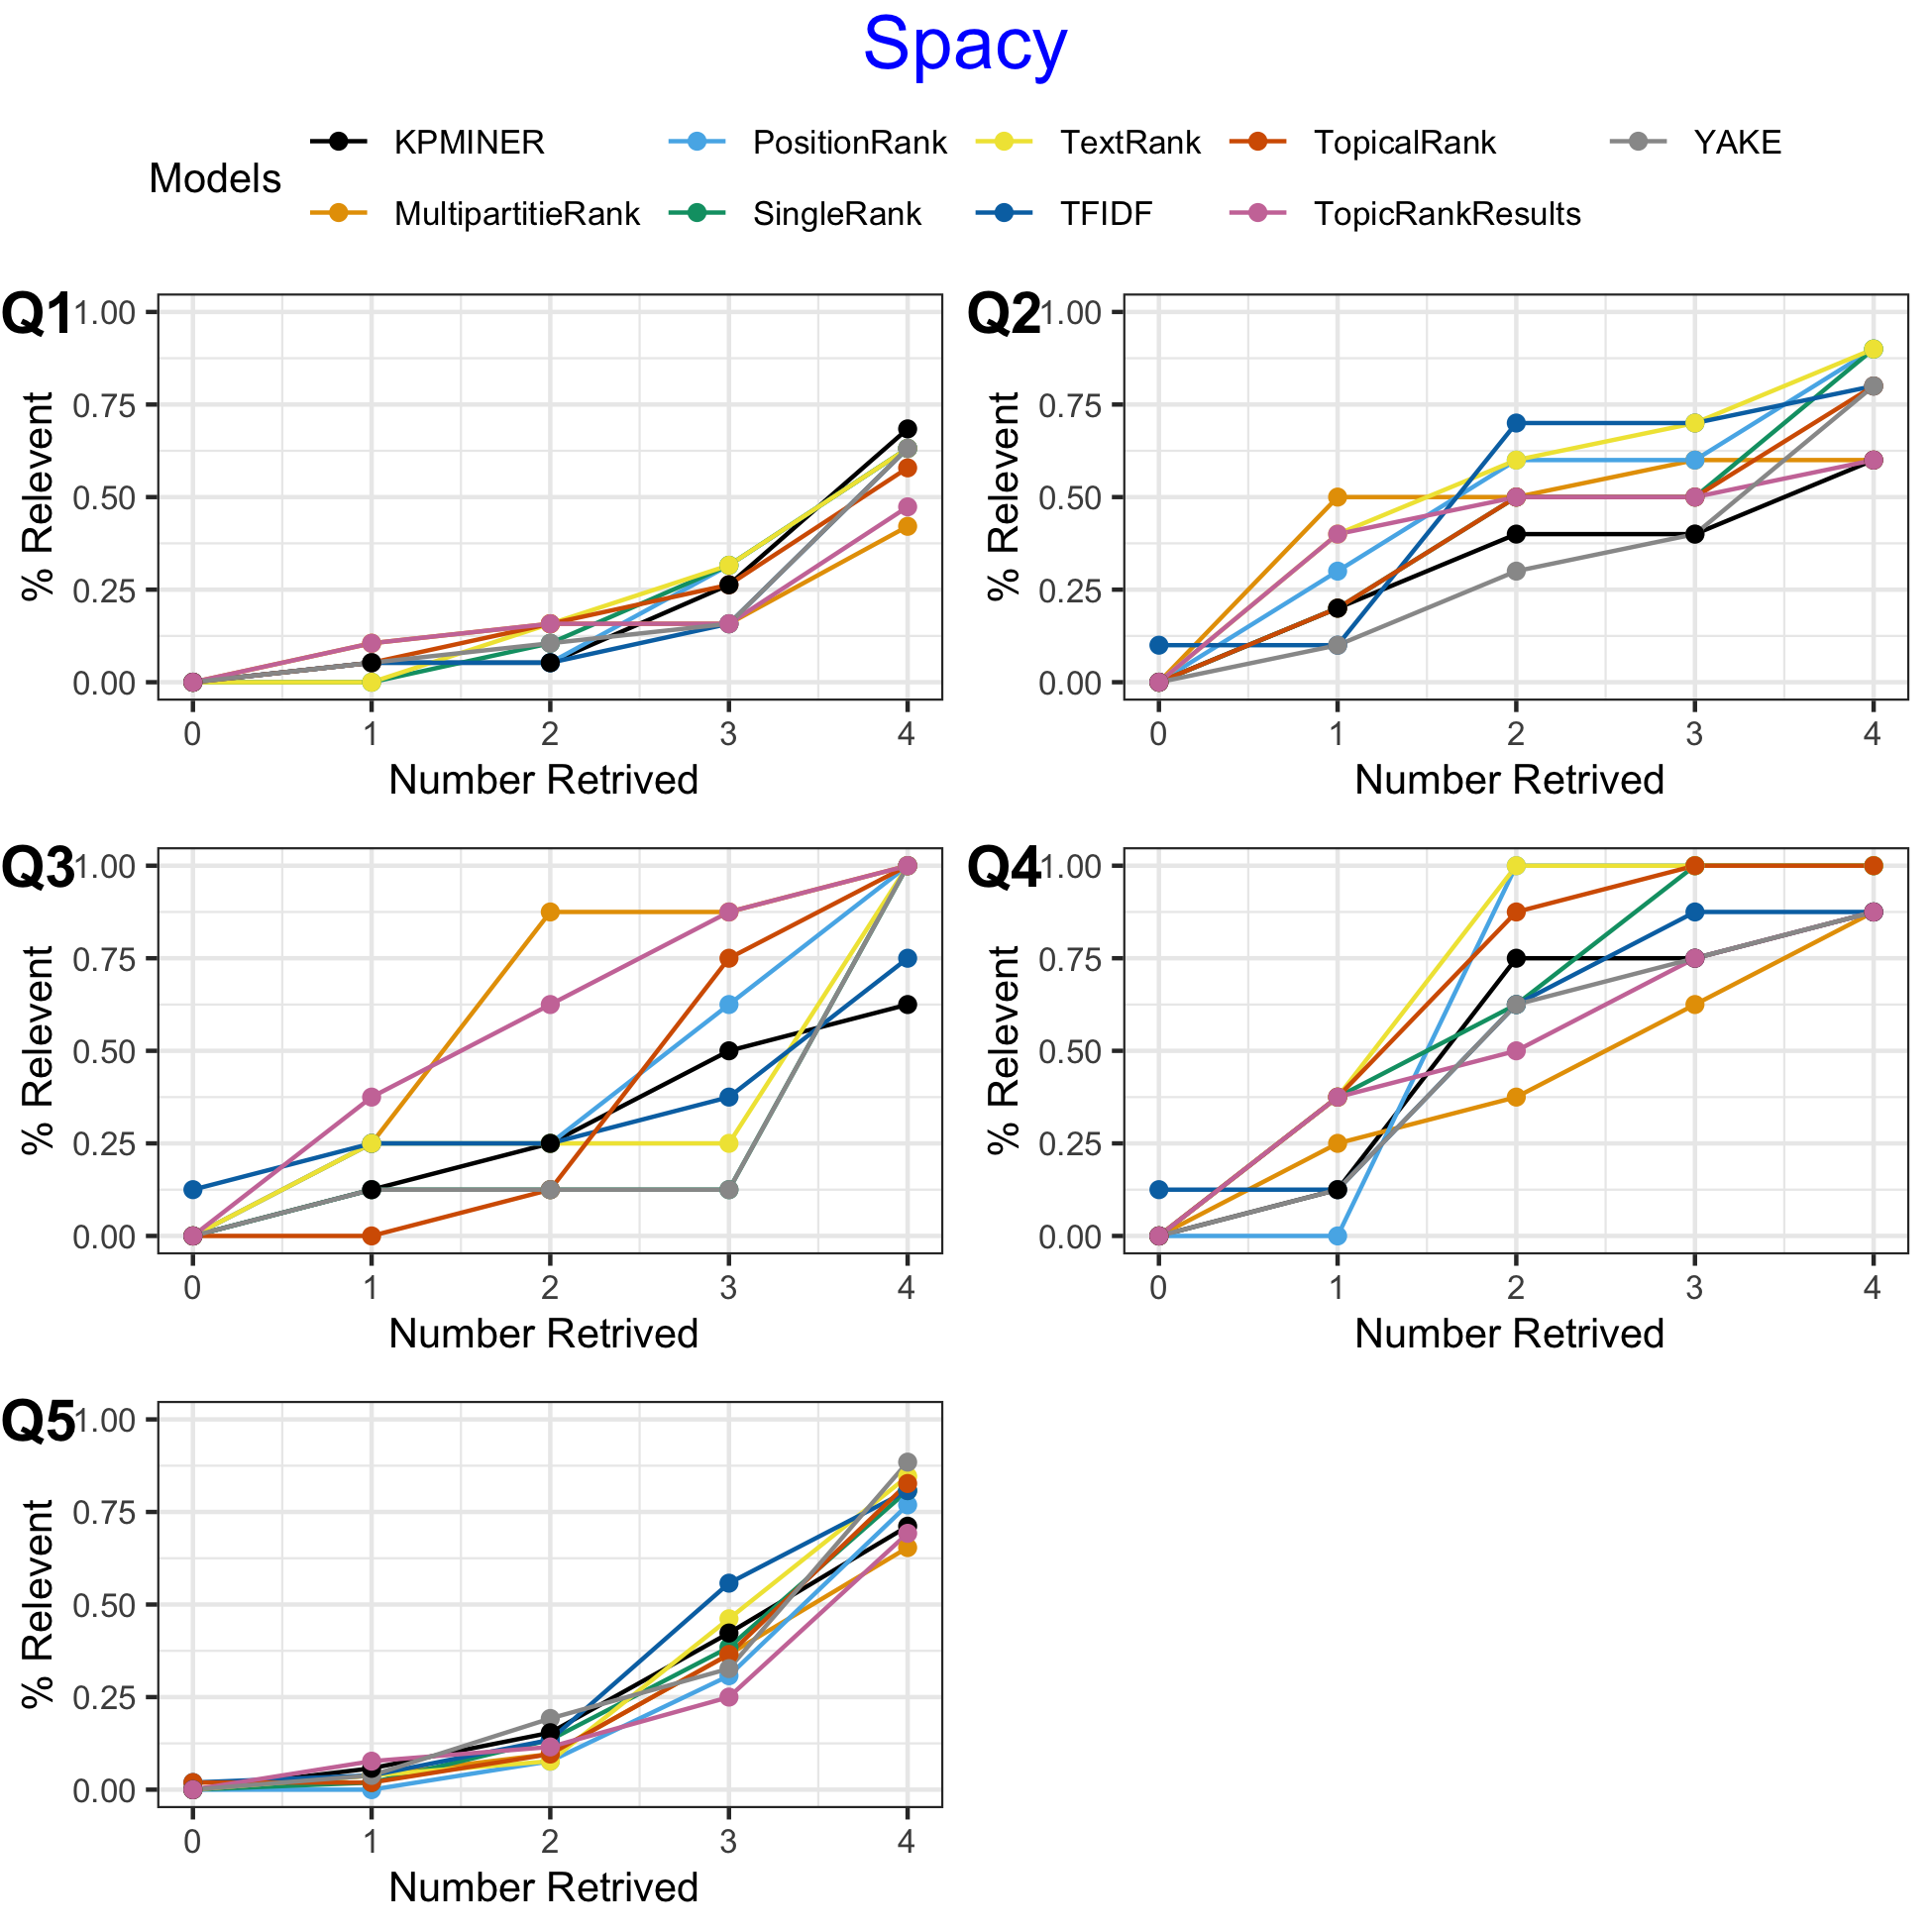 Spacy
Models
KPMINER PositionRank TextRank TopicalRank YAKE
MultipartitieRank SingleRank TFIDF TopicRankResults
Q1
1.00
0.75
0.50
0.25
0.00
% Relevent
0 1 2 3 4
Number Retrived
Q2
1.00
0.75
0.50
0.25
0.00
% Relevent
0 1 2 3 4
Number Retrived
Q3
1.00
0.75
0.50
0.25
0.00
% Relevent
0 1 2 3 4
Number Retrived
Q4
1.00
0.75
0.50
0.25
0.00
% Relevent
0 1 2 3 4
Number Retrived
Q5
1.00
0.75
0.50
0.25
0.00
% Relevent
0 1 2 3 4
Number Retrived